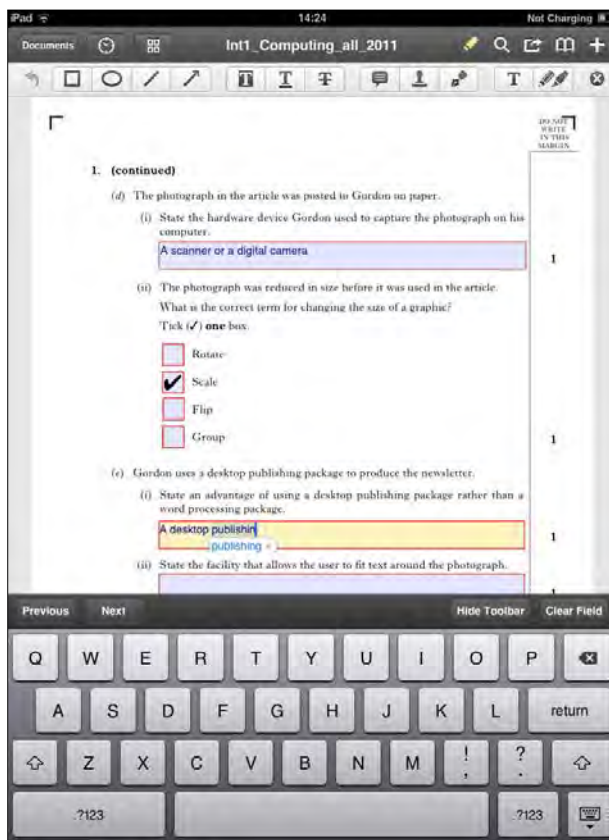 iPad 14:24 Not Charging
Documents Int1_Computing_all_2011
T T T T
DO NOT
WRITE
IN THIS
MARGIN
1. (continued)
(d) The photograph in the article was posted to Gordon on paper.
(i) State the hardware device Gordon used to capture the photograph on his
computer.
A scanner or a digital camera
1
(ii) The photograph was reduced in size before it was used in the article.
What is the correct term for changing the size of a graphic?
Tick (✓) one box.
Rotate
✔ Scale
Flip
Group
1
(e) Gordon uses a desktop publishing package to produce the newsletter.
(i) State an advantage of using a desktop publishing package rather than a
word processing package.
A desktop publishin
publishing ×
1
(ii) State the facility that allows the user to fit text around the photograph.
1
Previous Next Hide Toolbar Clear Field
Q W E R T Y U I O P
A S D F G H J K L return
Z X C V B N M ! , ? .
.?123 .?123